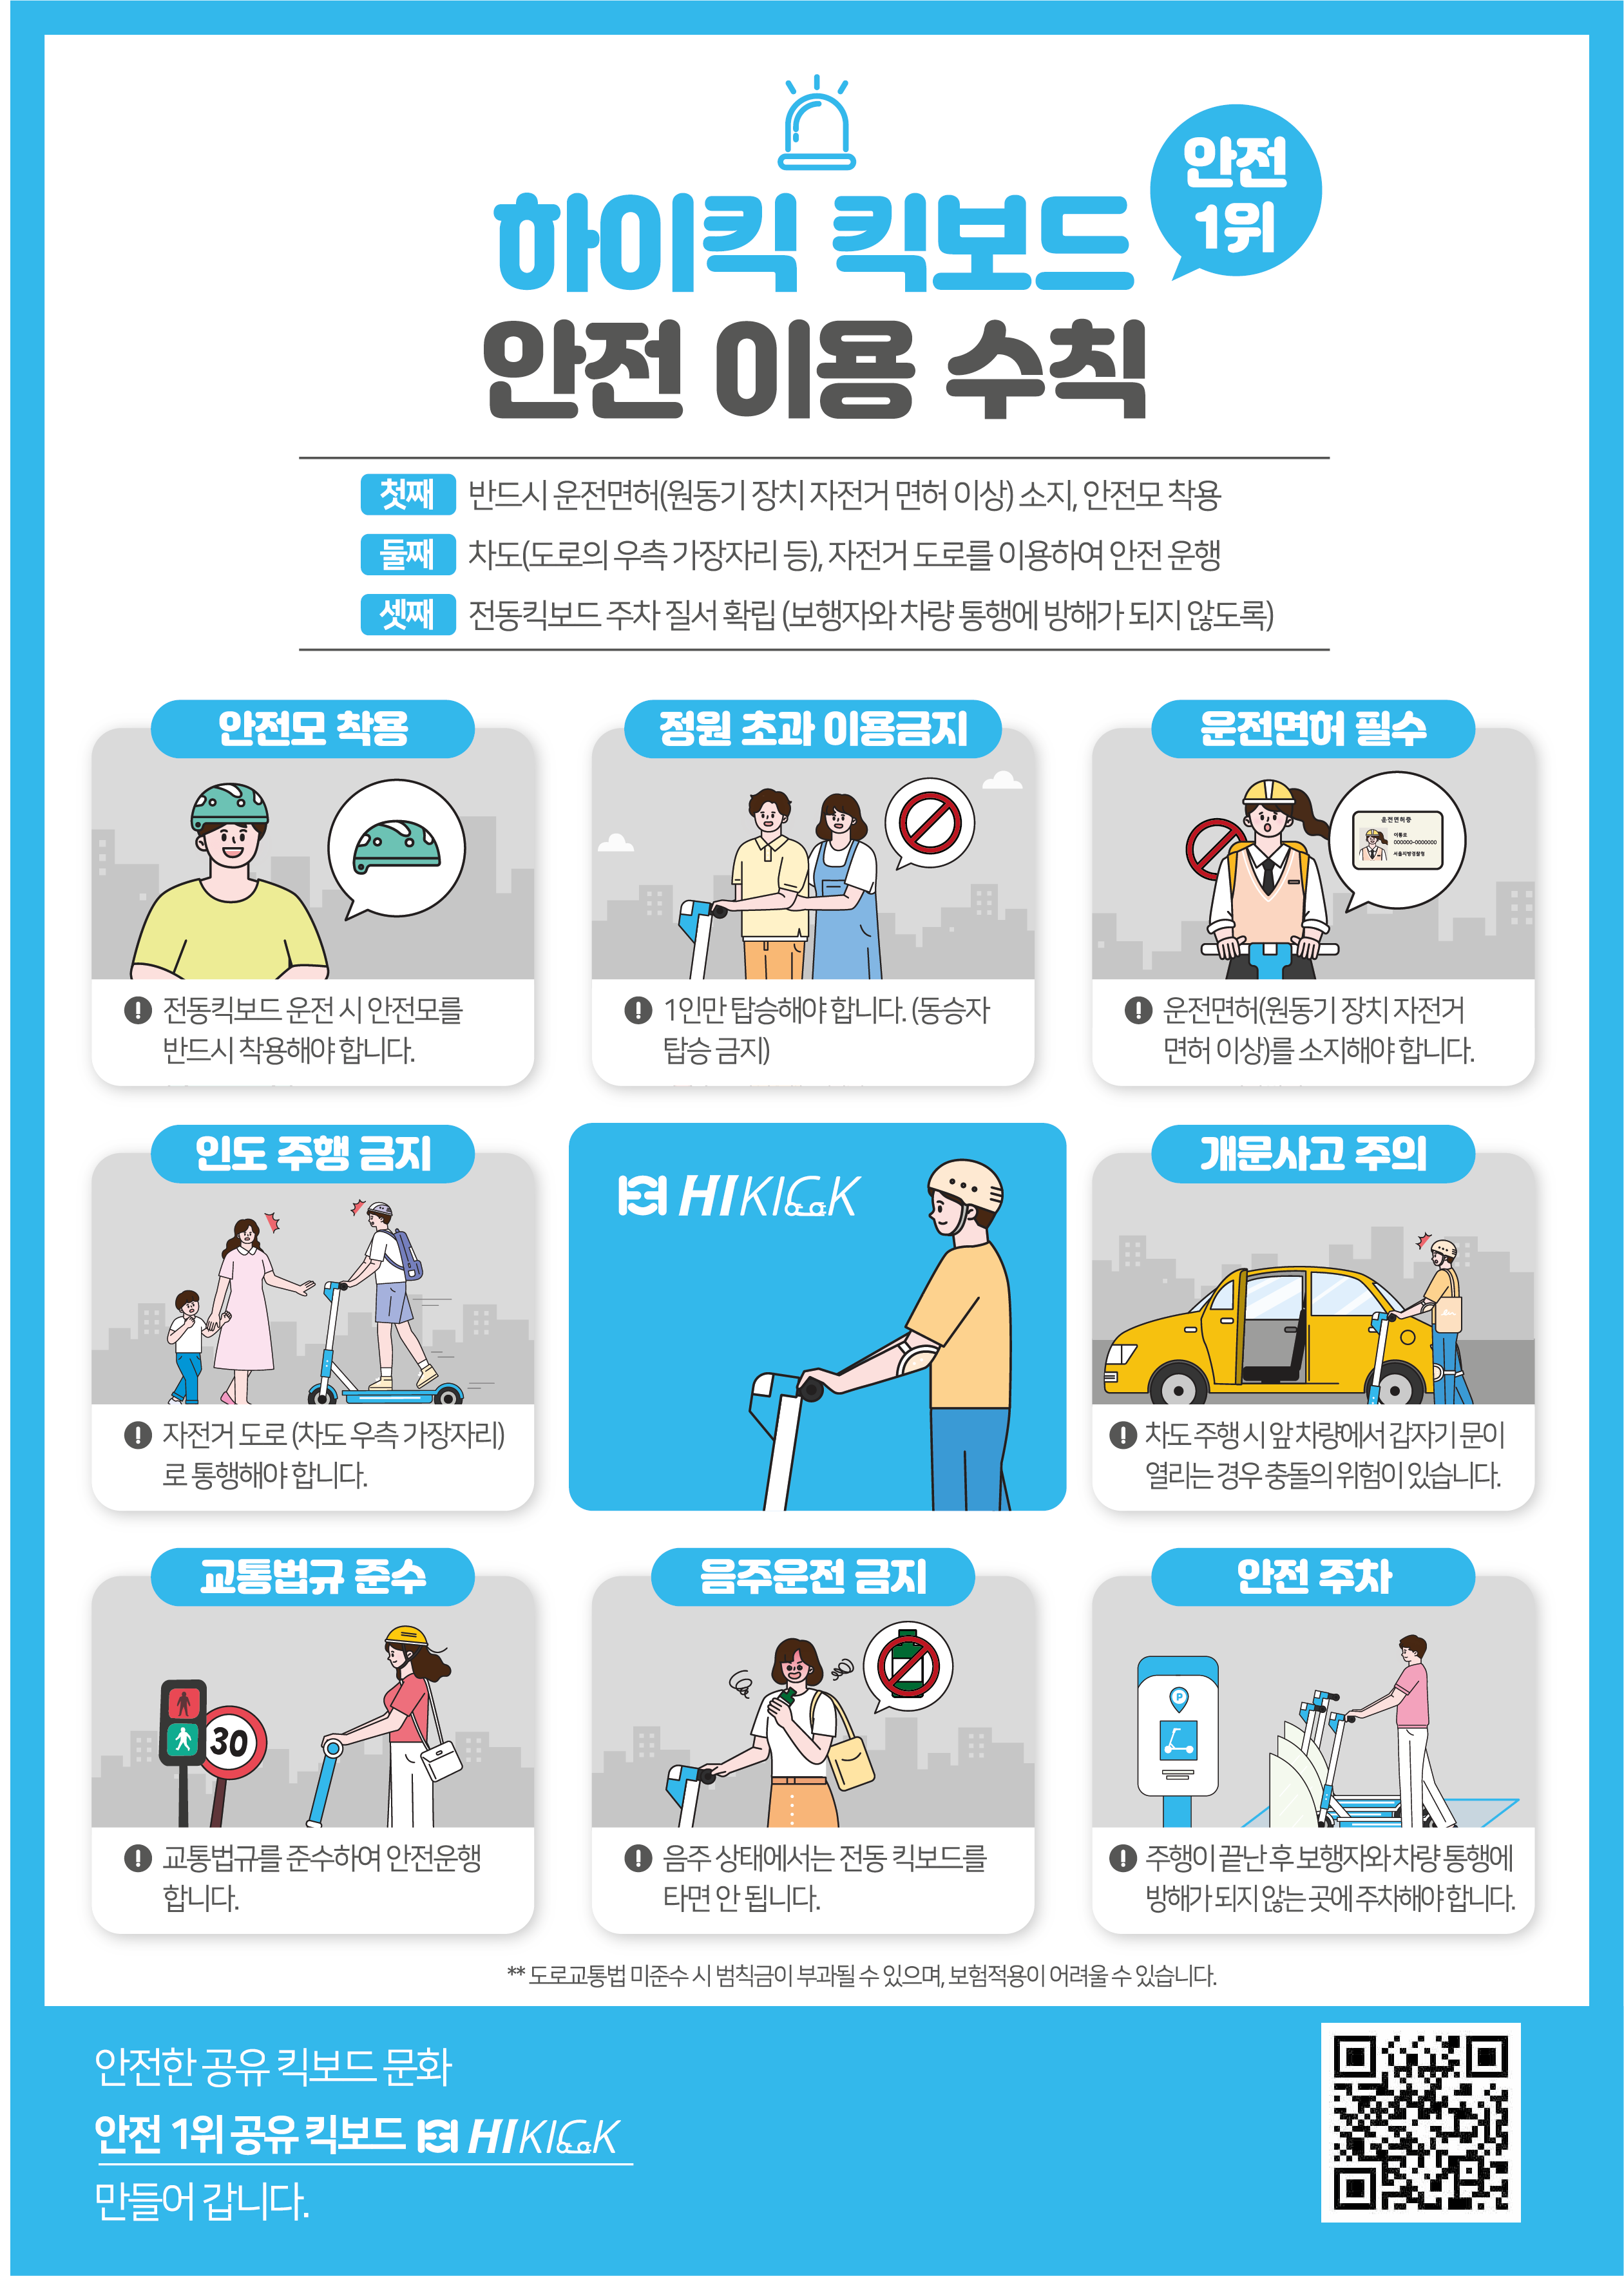 안전
1위
하이킥 킥보드
안전 이용 수칙
첫째 반드시 운전면허(원동기 장치 자전거 면허 이상) 소지, 안전모 착용
둘째 차도(도로의 우측 가장자리 등), 자전거 도로를 이용하여 안전 운행
셋째 전동킥보드 주차 질서 확립 (보행자와 차량 통행에 방해가 되지 않도록)
안전모 착용
전동킥보드 운전 시 안전모를
반드시 착용해야 합니다.
정원 초과 이용금지
1인만 탑승해야 합니다. (동승자
탑승 금지)
운전면허 필수
운전면허증
이통요
000000-0000000
서울지방경찰청
운전면허(원동기 장치 자전거
면허 이상)를 소지해야 합니다.
인도 주행 금지
자전거 도로 (차도 우측 가장자리)
로 통행해야 합니다.
HIKICK
개문사고 주의
차도 주행 시 앞 차량에서 갑자기 문이
열리는 경우 충돌의 위험이 있습니다.
교통법규 준수
30
교통법규를 준수하여 안전운행
합니다.
음주운전 금지
음주 상태에서는 전동 킥보드를
타면 안 됩니다.
안전 주차
P
주행이 끝난 후 보행자와 차량 통행에
방해가 되지 않는 곳에 주차해야 합니다.
** 도로교통법 미준수 시 범칙금이 부과될 수 있으며, 보험적용이 어려울 수 있습니다.
안전한 공유 킥보드 문화
안전 1위 공유 킥보드 HIKICK
만들어 갑니다.